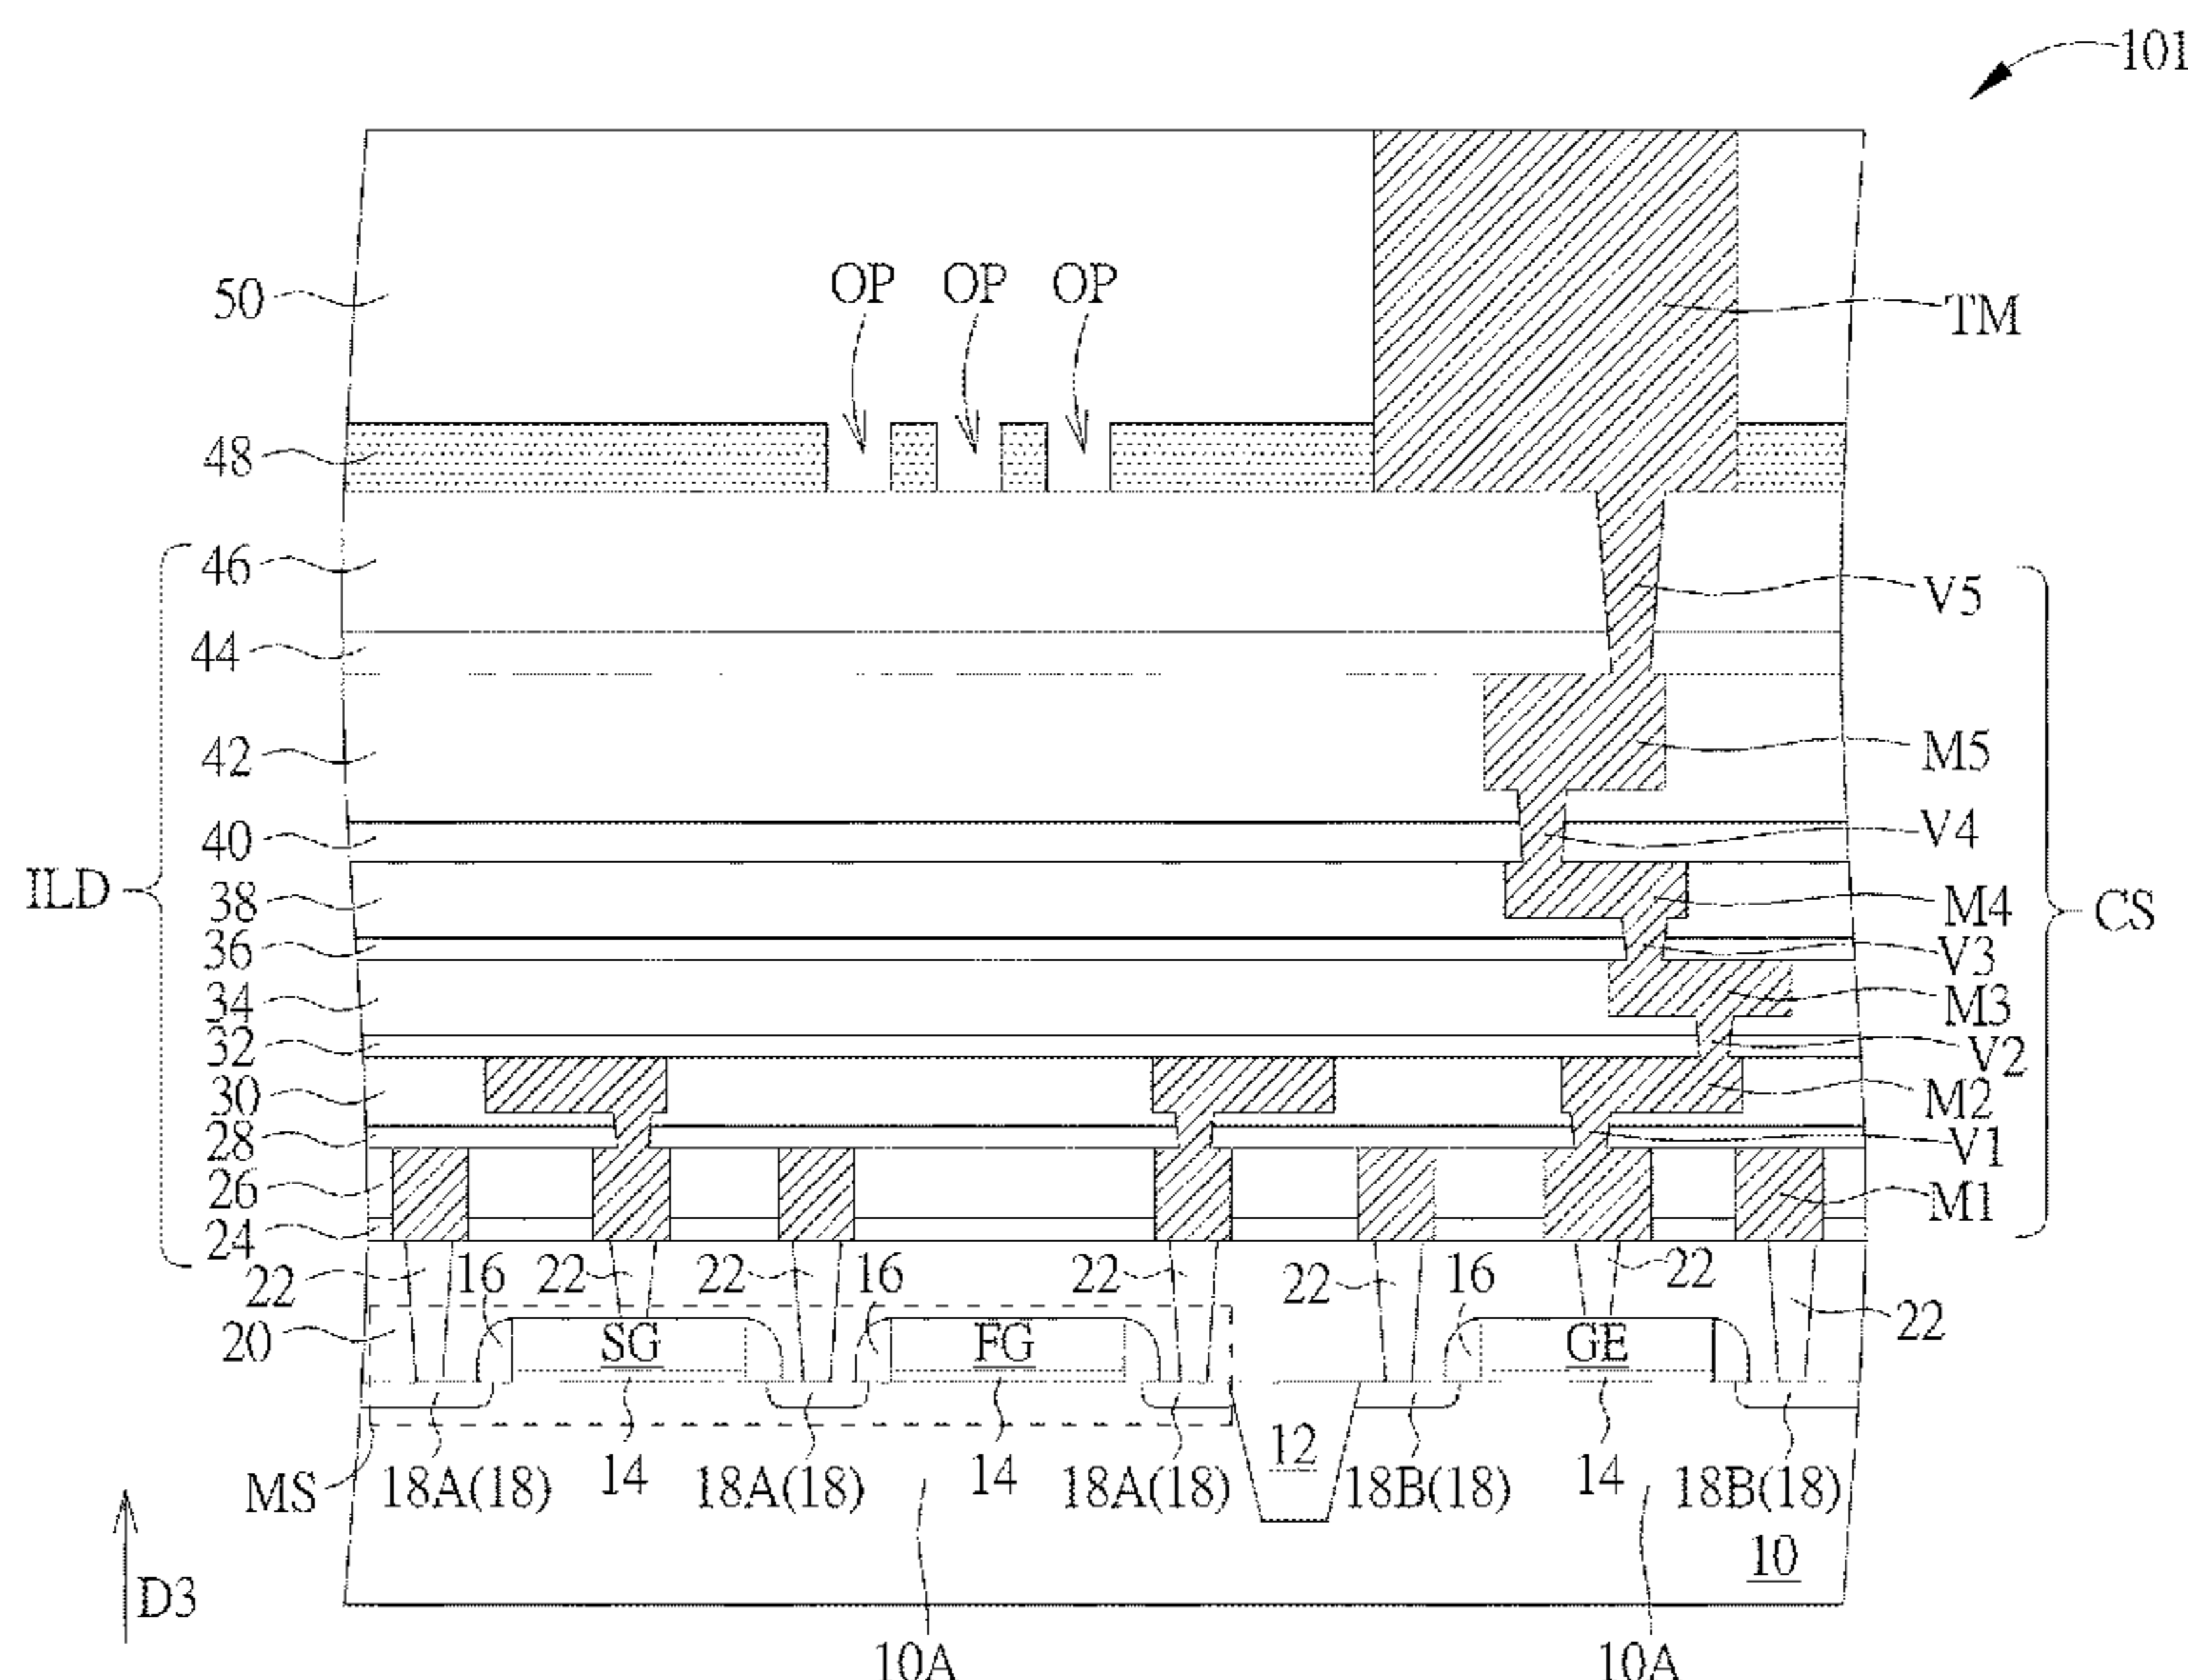 101
OP OP OP
50
TM
48
46
V5
44
42
M5
40
V4
ILD
38
M4
CS
36
V3
34
M3
32
V2
30
M2
28
V1
26
M1
24
22 16 22 22 16 22 22 16 22 22
20
SG FG GE
MS
18A(18) 14 18A(18) 14 18A(18) 12 18B(18) 14 18B(18)
10
D3
10A 10A